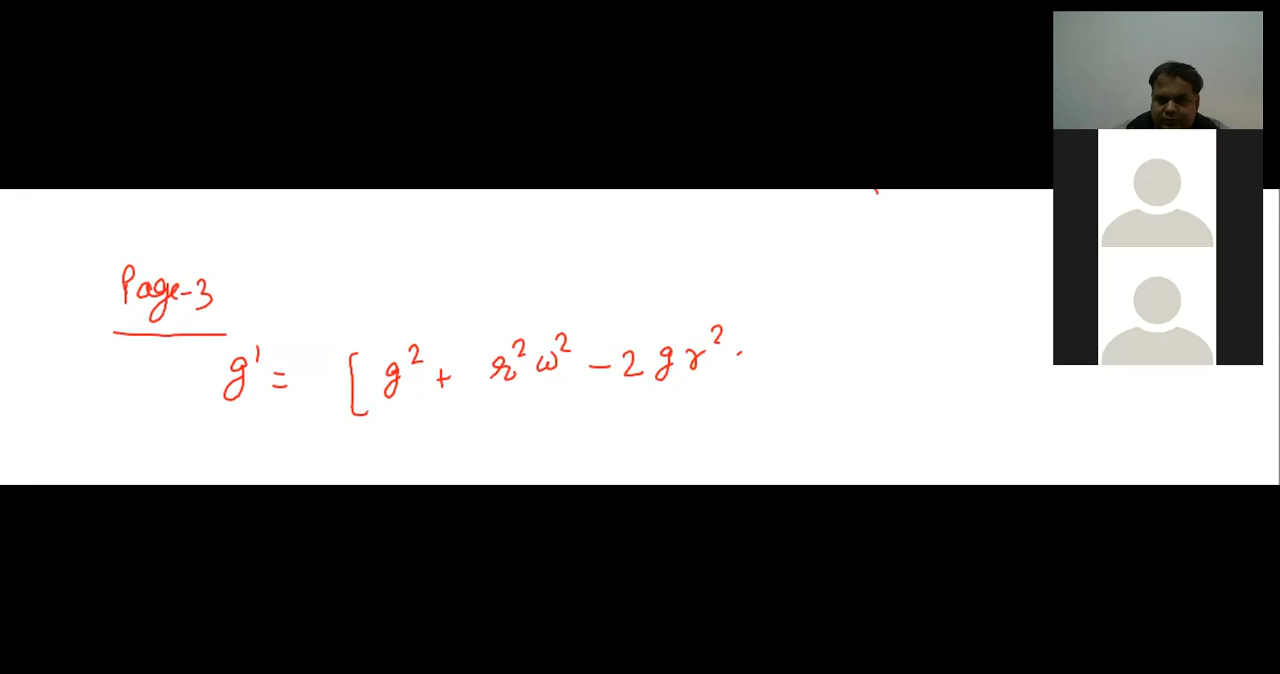 Page-3
g' = [ g² + r²ω² - 2gr² .